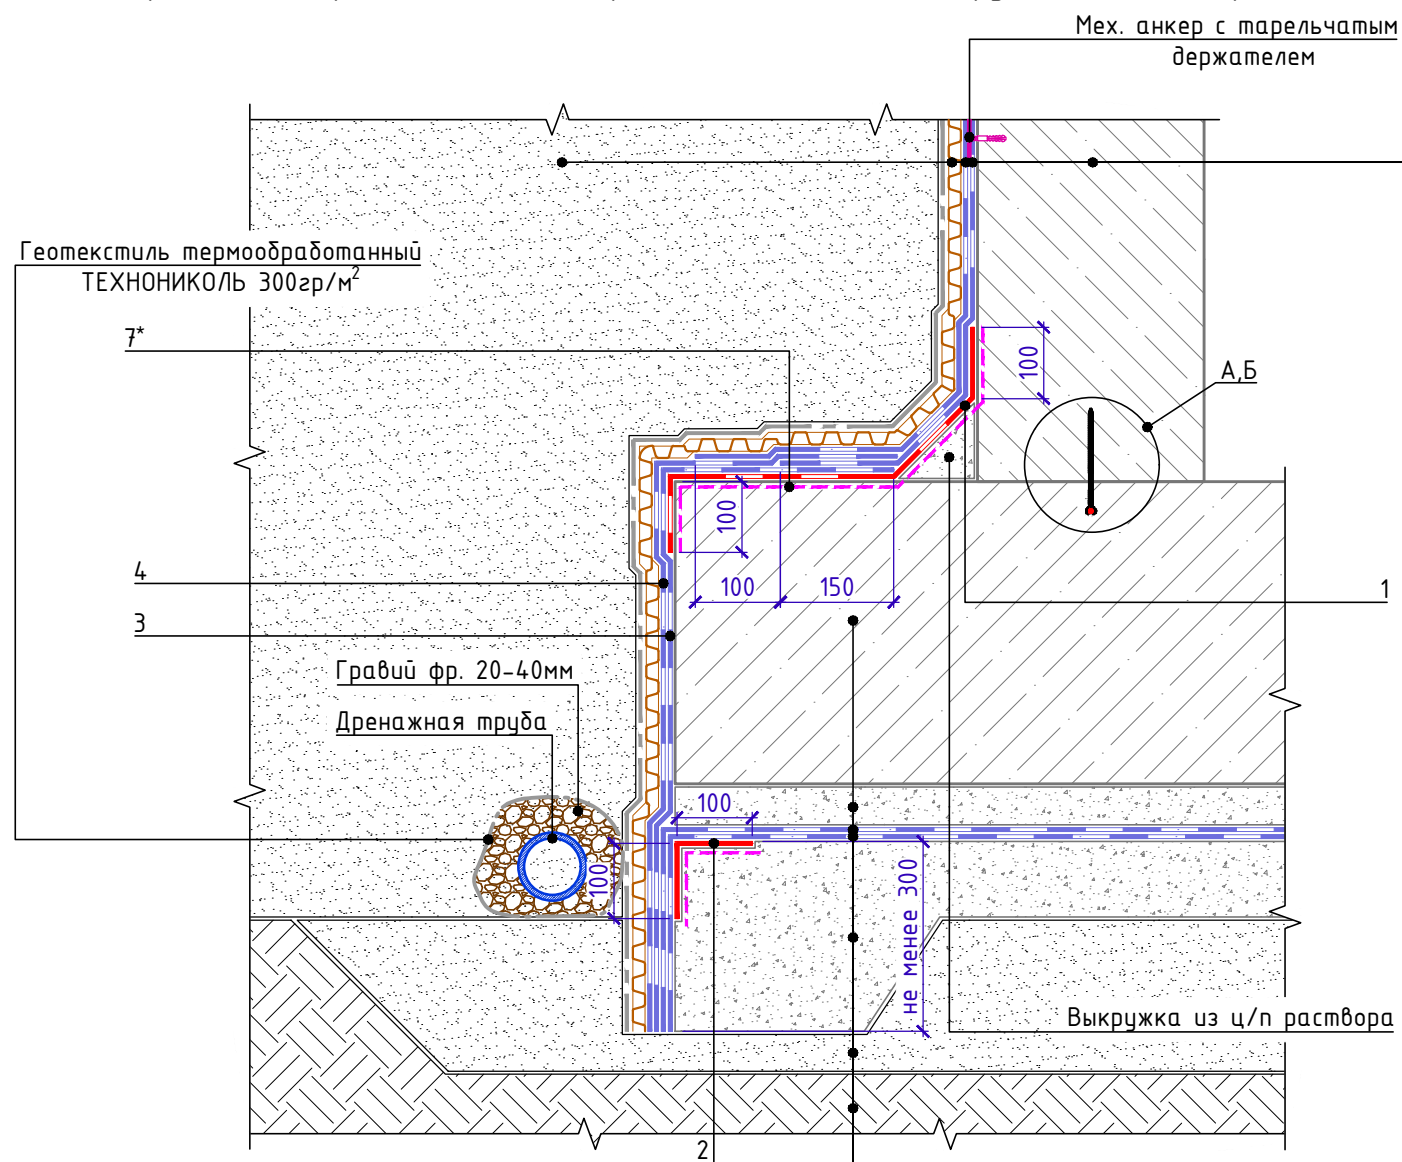 Мех. анкер с тарельчатым
держателем
Геотекстиль термообработанный
ТЕХНОНИКОЛЬ 300гр/м²
7*
100
А,Б
100
4
100
150
1
3
Гравий фр. 20-40мм
Дренажная труба
100
100
не менее 300
Выкружка из ц/п раствора
2